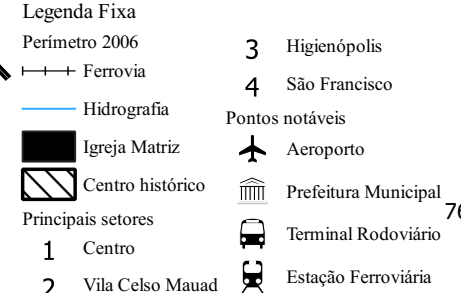 Legenda Fixa
Perímetro 2006
Ferrovia
Hidrografia
Igreja Matriz
Centro histórico
Principais setores
1 Centro
2 Vila Celso Mauad
3 Higienópolis
4 São Francisco
Pontos notáveis
Aeroporto
Prefeitura Municipal
Terminal Rodoviário
Estação Ferroviária